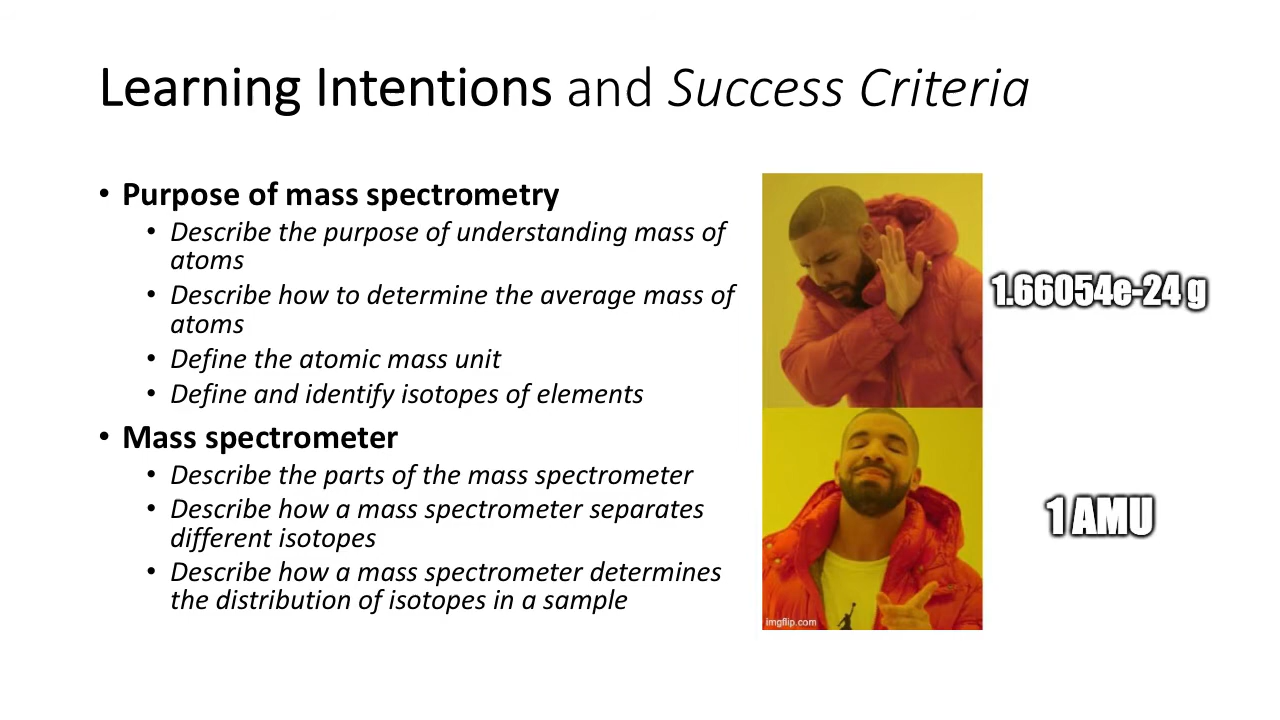 Learning Intentions and Success Criteria
• Purpose of mass spectrometry
• Describe the purpose of understanding mass of
atoms
• Describe how to determine the average mass of
atoms
• Define the atomic mass unit
• Define and identify isotopes of elements
• Mass spectrometer
• Describe the parts of the mass spectrometer
• Describe how a mass spectrometer separates
different isotopes
• Describe how a mass spectrometer determines
the distribution of isotopes in a sample
1.66054e-24 g
1 AMU
imgflip.com